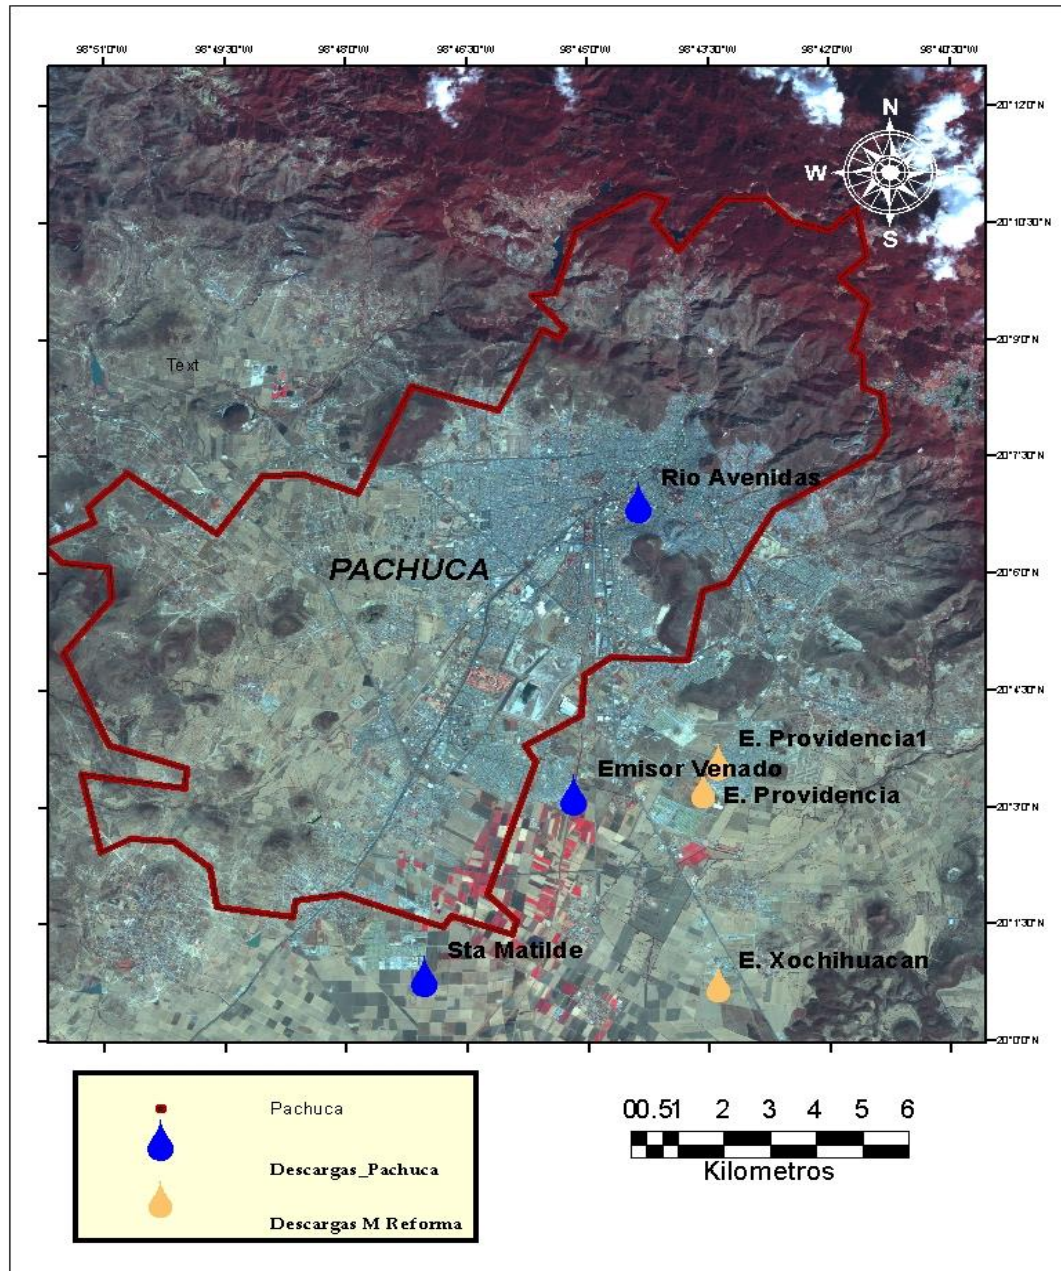 98°51'0"W 98°49'30"W 98°48'0"W 98°46'30"W 98°45'0"W 98°43'30"W 98°42'0"W 98°40'30"W
20°12'0"N
N
W
S
20°10'30"N
20°9'0"N
Text
20°7'30"N
Rio Avenidas
PACHUCA
20°6'0"N
20°4'30"N
E. Providencia1
Emisor Venado
E. Providencia
20°3'0"N
20°1'30"N
Sta Matilde
E. Xochihuacan
20°0'0"N
Pachuca
Descargas_Pachuca
Descargas M Reforma
00.51 2 3 4 5 6
Kilometros